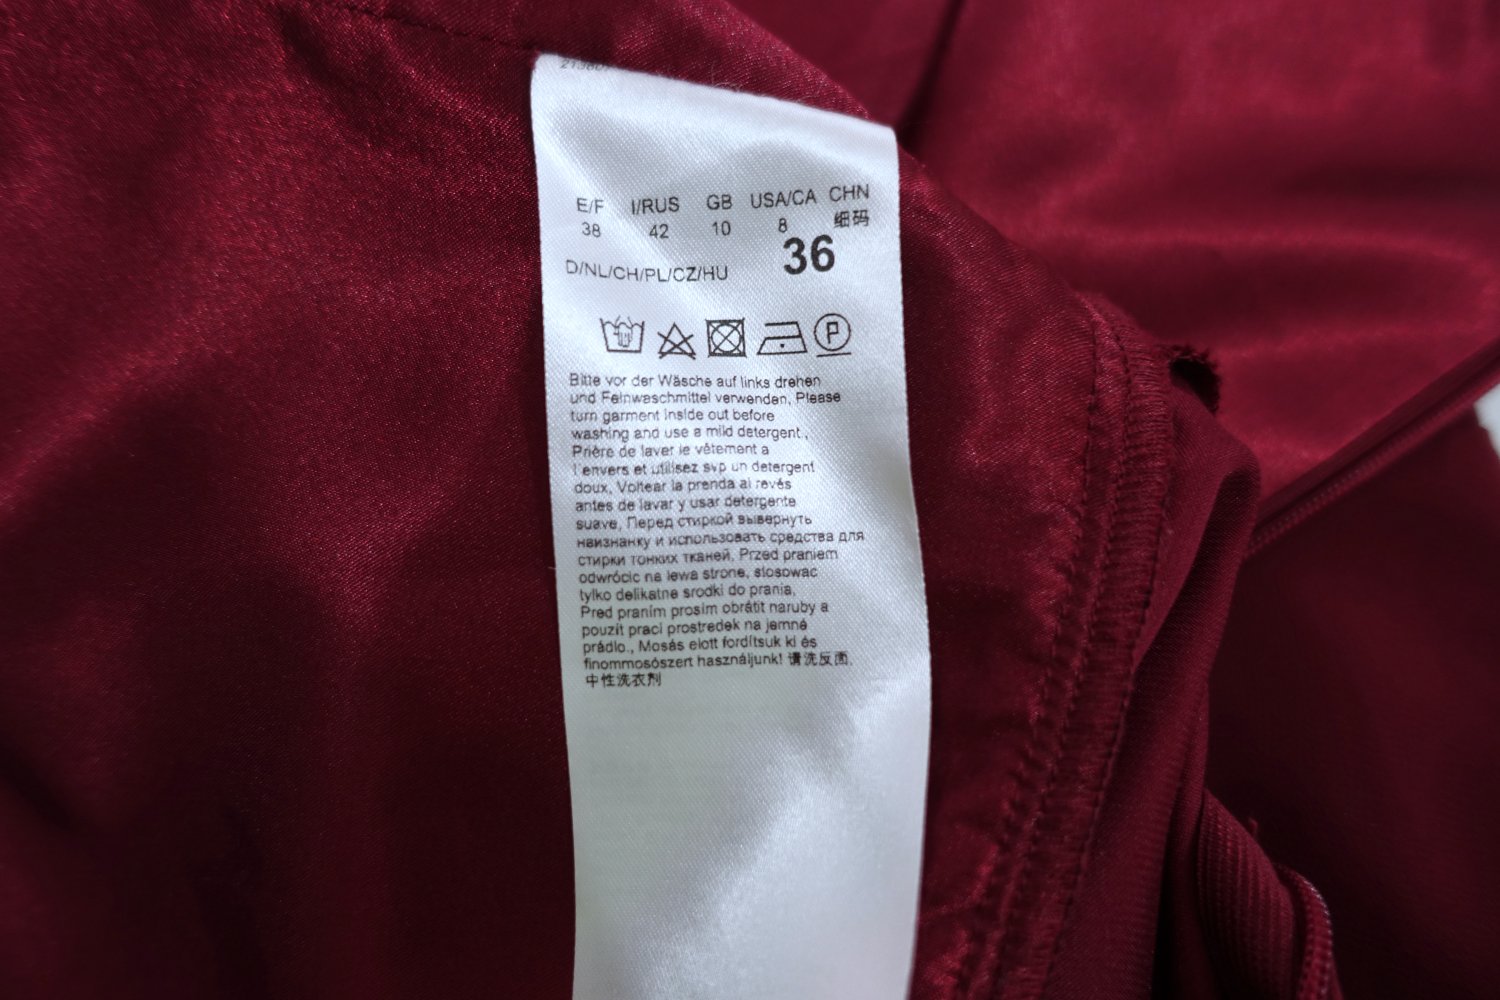 E/F I/RUS GB USA/CA CHN
38 42 10 8 细码
D/NL/CH/PL/CZ/HU 36
P
Bitte vor der Wäsche auf links drehen
und Feinwaschmittel verwenden, Please
turn garment inside out before
washing and use a mild detergent.,
Prière de laver le vêtement a
l'envers et utilisez svp un detergent
doux, Voltear la prenda al revés
antes de lavar y usar detergente
suave, Перед стиркой вывернуть
наизнанку и использовать средства для
стирки тонких тканей, Przed praniem
odwrócic na lewa strone, stosowac
tylko delikatne srodki do prania,
Pred praním prosím obrátit naruby a
pouzít prací prostredek na jemné
prádlo., Mosás elott fordítsuk ki és
finommosószert használjunk! 请洗反面,
中性洗衣剂